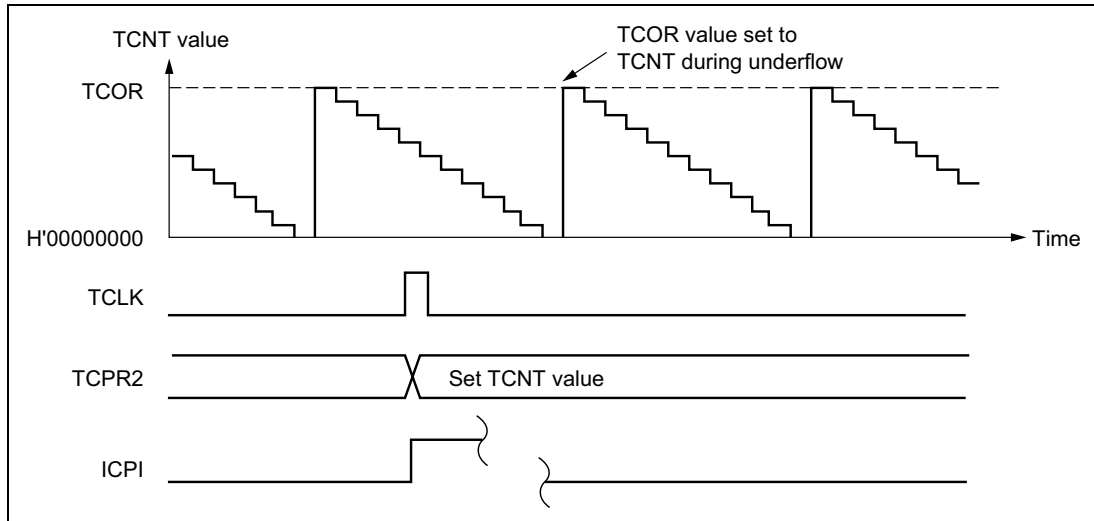 TCNT value
TCOR value set to
TCNT during underflow
TCOR
H'00000000
Time
TCLK
TCPR2
Set TCNT value
ICPI